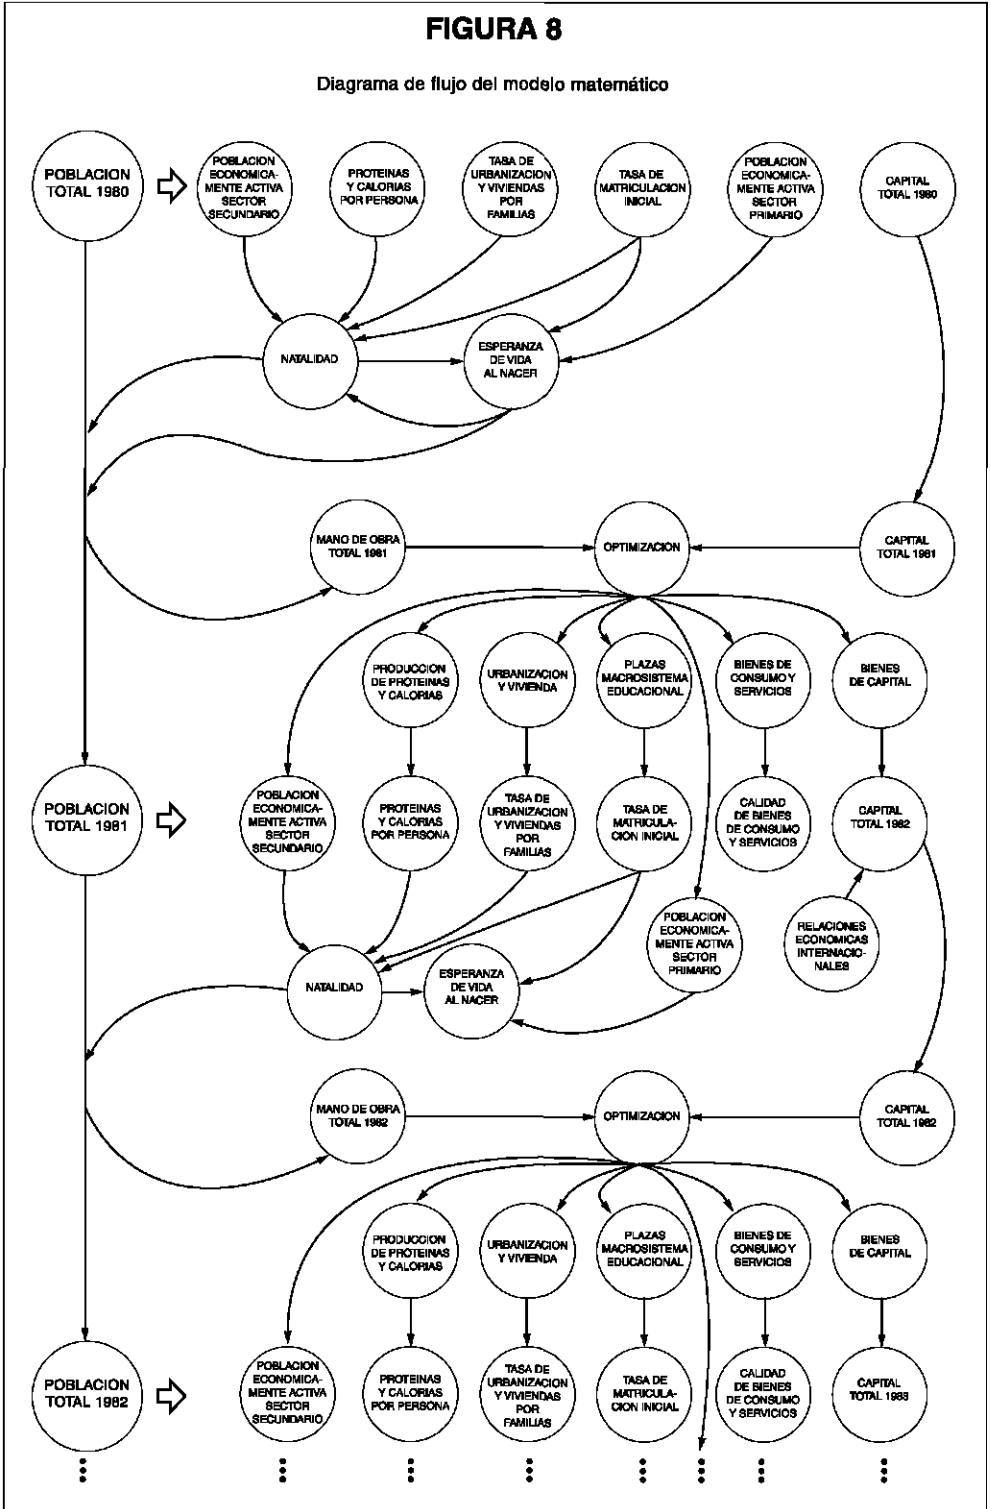 FIGURA 8
Diagrama de flujo del modelo matemático
POBLACION
TOTAL 1980
POBLACION
ECONOMICA-
MENTE ACTIVA
SECTOR
SECUNDARIO
PROTEINAS
Y CALORIAS
POR PERSONA
TASA DE
URBANIZACION
Y VIVIENDAS
POR
FAMILIAS
TASA DE
MATRICULACION
INICIAL
POBLACION
ECONOMICA-
MENTE ACTIVA
SECTOR
PRIMARIO
CAPITAL
TOTAL 1980
NATALIDAD
ESPERANZA
DE VIDA
AL NACER
MANO DE OBRA
TOTAL 1981
OPTIMIZACION
CAPITAL
TOTAL 1981
PRODUCCION
DE PROTEINAS
Y CALORIAS
URBANIZACION
Y VIVIENDA
PLAZAS
MACROSISTEMA
EDUCACIONAL
BIENES DE
CONSUMO Y
SERVICIOS
BIENES
DE CAPITAL
POBLACION
TOTAL 1981
POBLACION
ECONOMICA-
MENTE ACTIVA
SECTOR
SECUNDARIO
PROTEINAS
Y CALORIAS
POR PERSONA
TASA DE
URBANIZACION
Y VIVIENDAS
POR
FAMILIAS
TASA DE
MATRICULA-
CION INICIAL
CALIDAD
DE BIENES
DE CONSUMO
Y SERVICIOS
CAPITAL
TOTAL 1982
POBLACION
ECONOMICA-
MENTE ACTIVA
SECTOR
PRIMARIO
RELACIONES
ECONOMICAS
INTERNACIO-
NALES
NATALIDAD
ESPERANZA
DE VIDA
AL NACER
MANO DE OBRA
TOTAL 1982
OPTIMIZACION
CAPITAL
TOTAL 1982
PRODUCCION
DE PROTEINAS
Y CALORIAS
URBANIZACION
Y VIVIENDA
PLAZAS
MACROSISTEMA
EDUCACIONAL
BIENES DE
CONSUMO Y
SERVICIOS
BIENES
DE CAPITAL
POBLACION
TOTAL 1982
POBLACION
ECONOMICA-
MENTE ACTIVA
SECTOR
SECUNDARIO
PROTEINAS
Y CALORIAS
POR PERSONA
TASA DE
URBANIZACION
Y VIVIENDAS
POR
FAMILIAS
TASA DE
MATRICULA-
CION INICIAL
CALIDAD
DE BIENES
DE CONSUMO
Y SERVICIOS
CAPITAL
TOTAL 1983